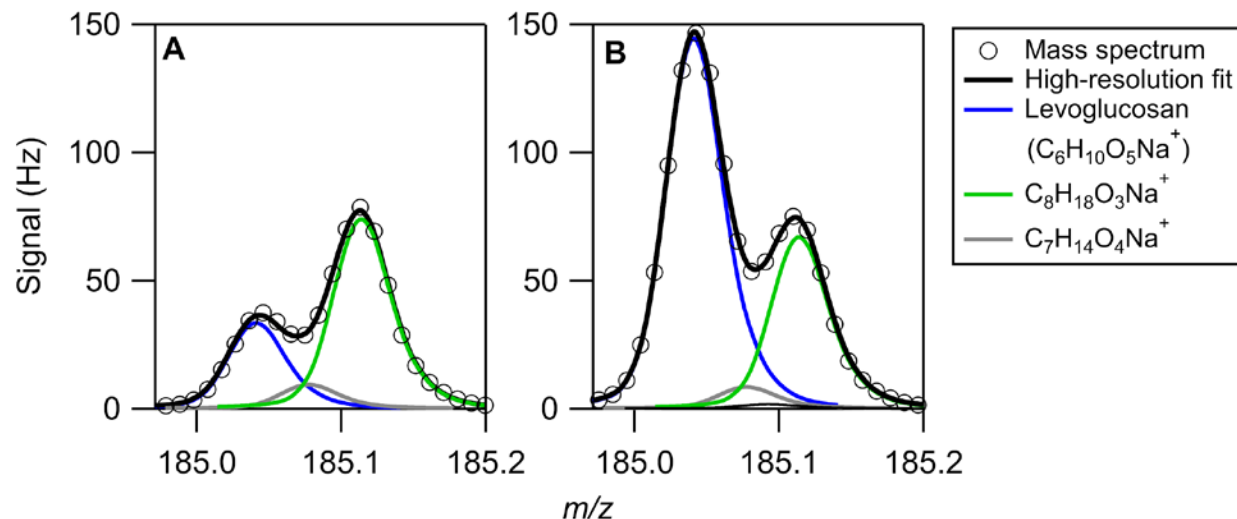 150
A
100
50
0
Signal (Hz)
185.0 185.1 185.2
150
B
100
50
0
185.0 185.1 185.2
m/z
Mass spectrum
High-resolution fit
Levoglucosan
(C₆H₁₀O₅Na⁺)
C₈H₁₈O₃Na⁺
C₇H₁₄O₄Na⁺